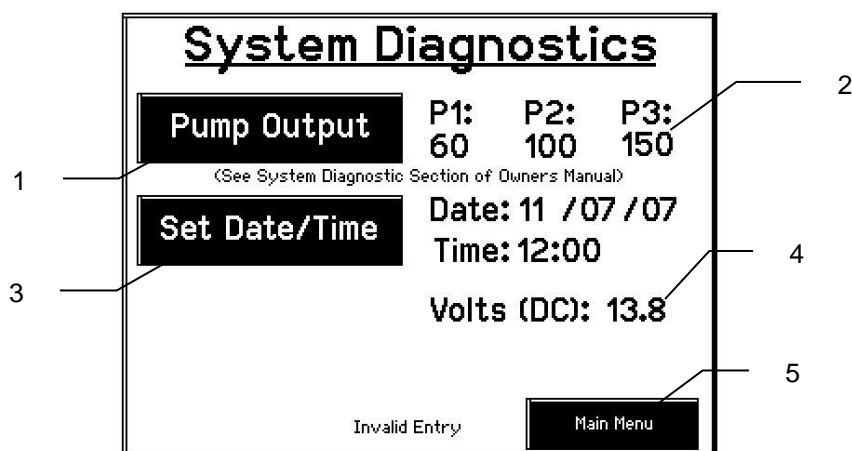 System Diagnostics
Pump Output
P1: P2: P3:
60 100 150
(See System Diagnostic Section of Owners Manual)
Set Date/Time
Date: 11 /07 /07
Time: 12:00
Volts (DC): 13.8
Invalid Entry
Main Menu
1
2
3
4
5